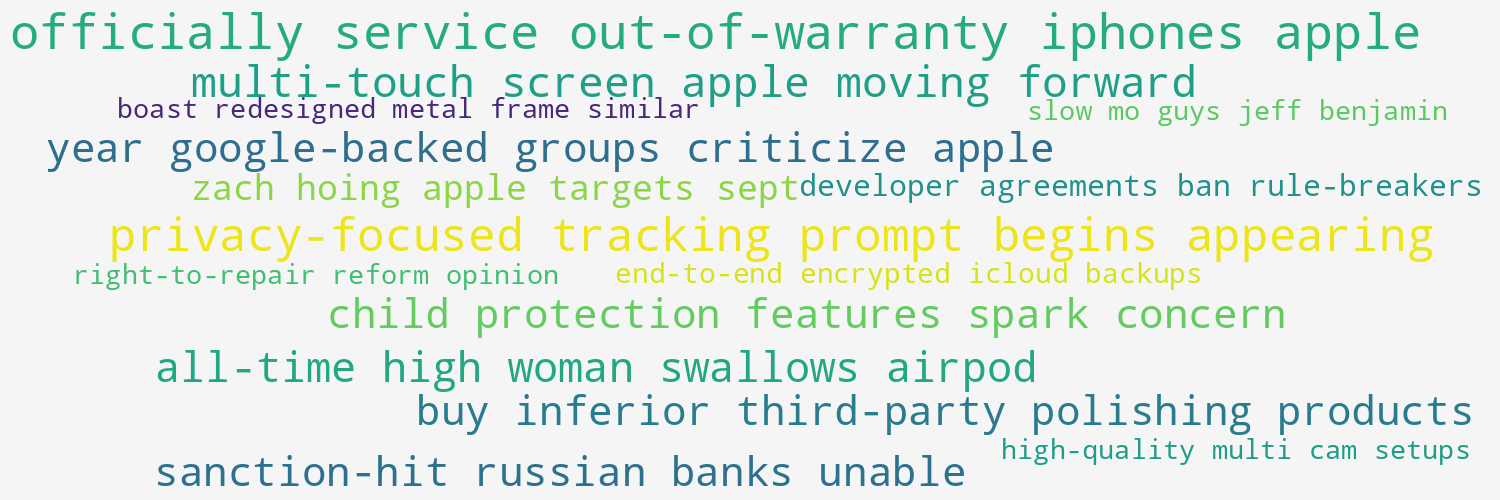 officially service out-of-warranty iphones apple
multi-touch screen apple moving forward
boast redesigned metal frame similar
slow mo guys jeff benjamin
year google-backed groups criticize apple
zach hoing apple targets sept
developer agreements ban rule-breakers
privacy-focused tracking prompt begins appearing
right-to-repair reform opinion
end-to-end encrypted icloud backups
child protection features spark concern
all-time high woman swallows airpod
buy inferior third-party polishing products
high-quality multi cam setups
sanction-hit russian banks unable